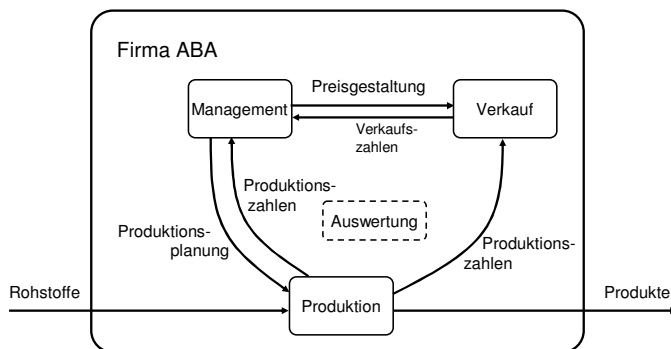 Firma ABA
Preisgestaltung
Management
Verkauf
Verkaufs-
zahlen
Produktions-
zahlen
Auswertung
Produktions-
planung
Produktions-
zahlen
Rohstoffe
Produktion
Produkte